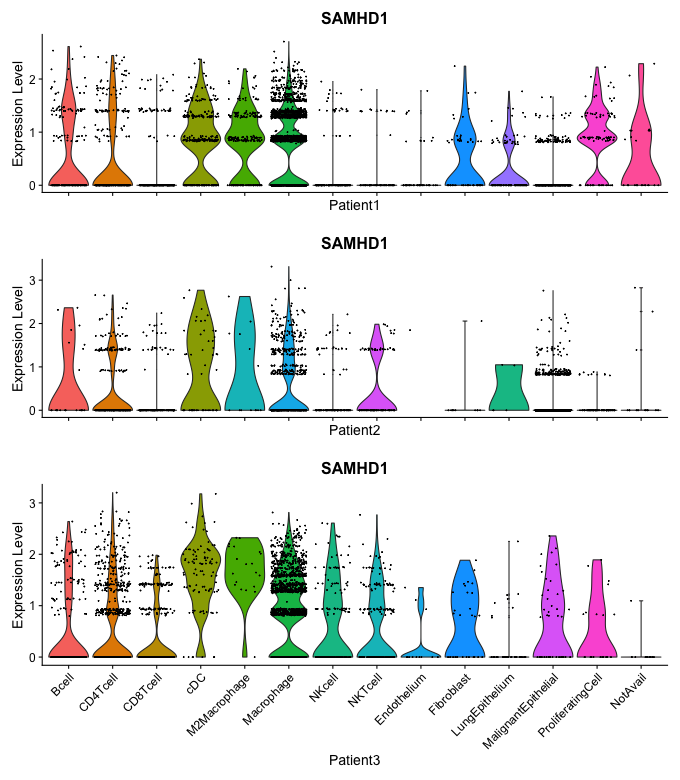 SAMHD1
Expression Level
2
1
0
Patient1
SAMHD1
Expression Level
3
2
1
0
Patient2
SAMHD1
Expression Level
3
2
1
0
Bcell
CD4Tcell
CD8Tcell
cDC
M2Macrophage
Macrophage
NKcell
NKTcell
Endothelium
Fibroblast
LungEpithelium
MalignantEpithelial
ProliferatingCell
NotAvail
Patient3